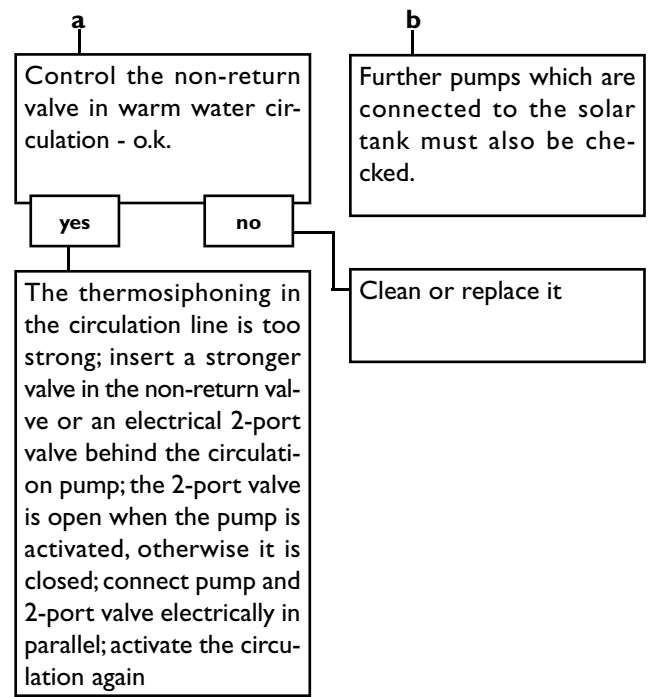 a
Control the non-return
valve in warm water cir-
culation - o.k.
yes
no
The thermosiphoning in
the circulation line is too
strong; insert a stronger
valve in the non-return val-
ve or an electrical 2-port
valve behind the circulati-
on pump; the 2-port valve
is open when the pump is
activated, otherwise it is
closed; connect pump and
2-port valve electrically in
parallel; activate the circu-
lation again
Clean or replace it
b
Further pumps which are
connected to the solar
tank must also be che-
cked.